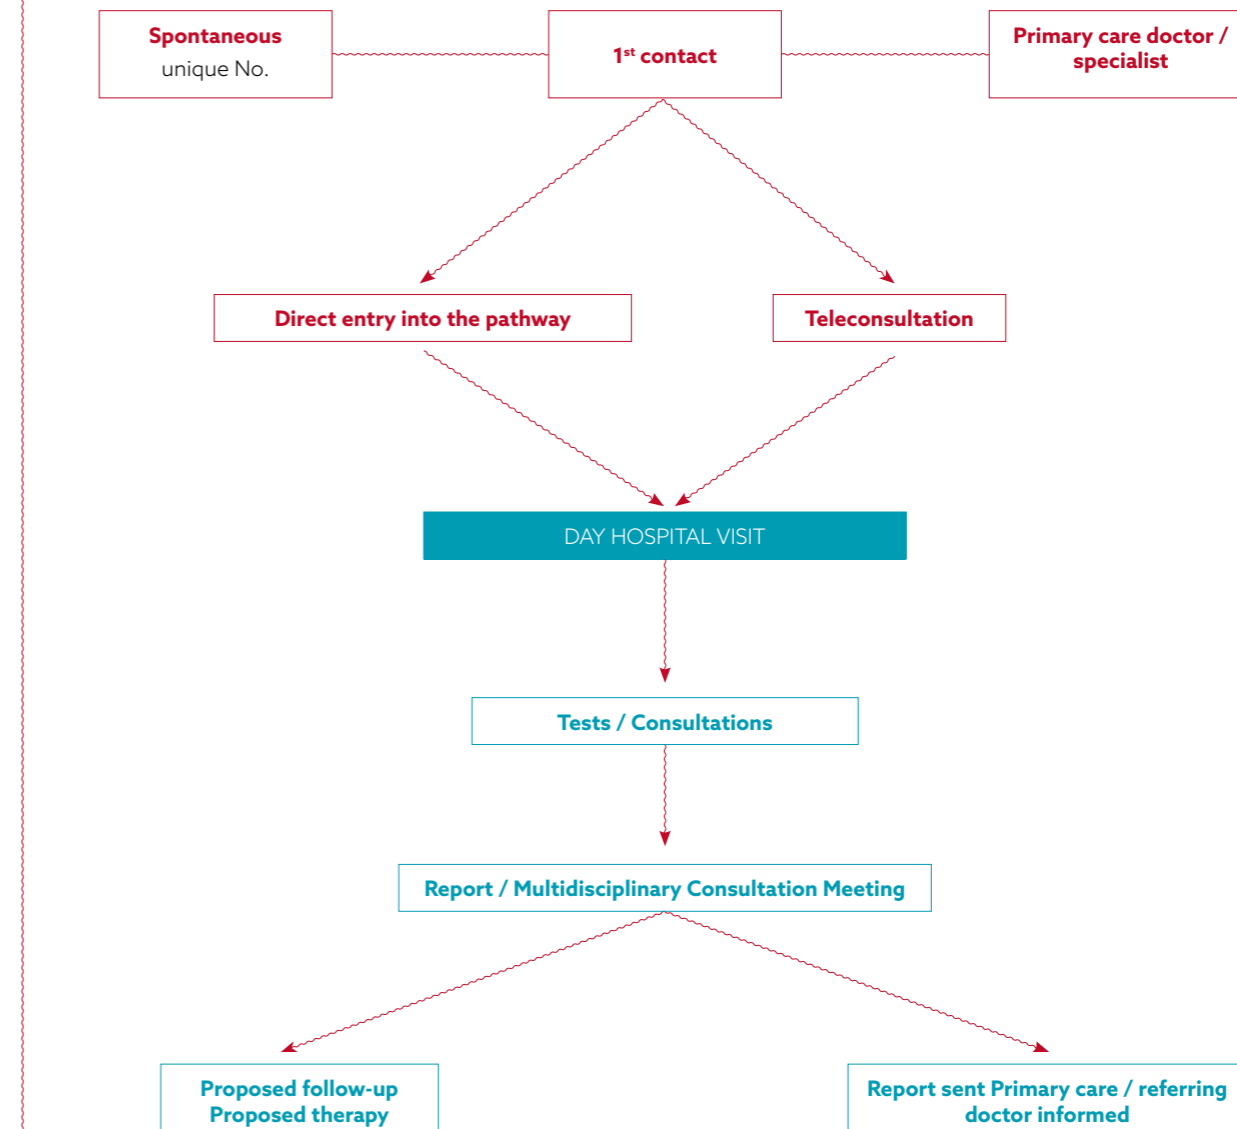 Spontaneous
unique No.
1st contact
Primary care doctor /
specialist
Direct entry into the pathway
Teleconsultation
DAY HOSPITAL VISIT
Tests / Consultations
Report / Multidisciplinary Consultation Meeting
Proposed follow-up
Proposed therapy
Report sent Primary care / referring
doctor informed